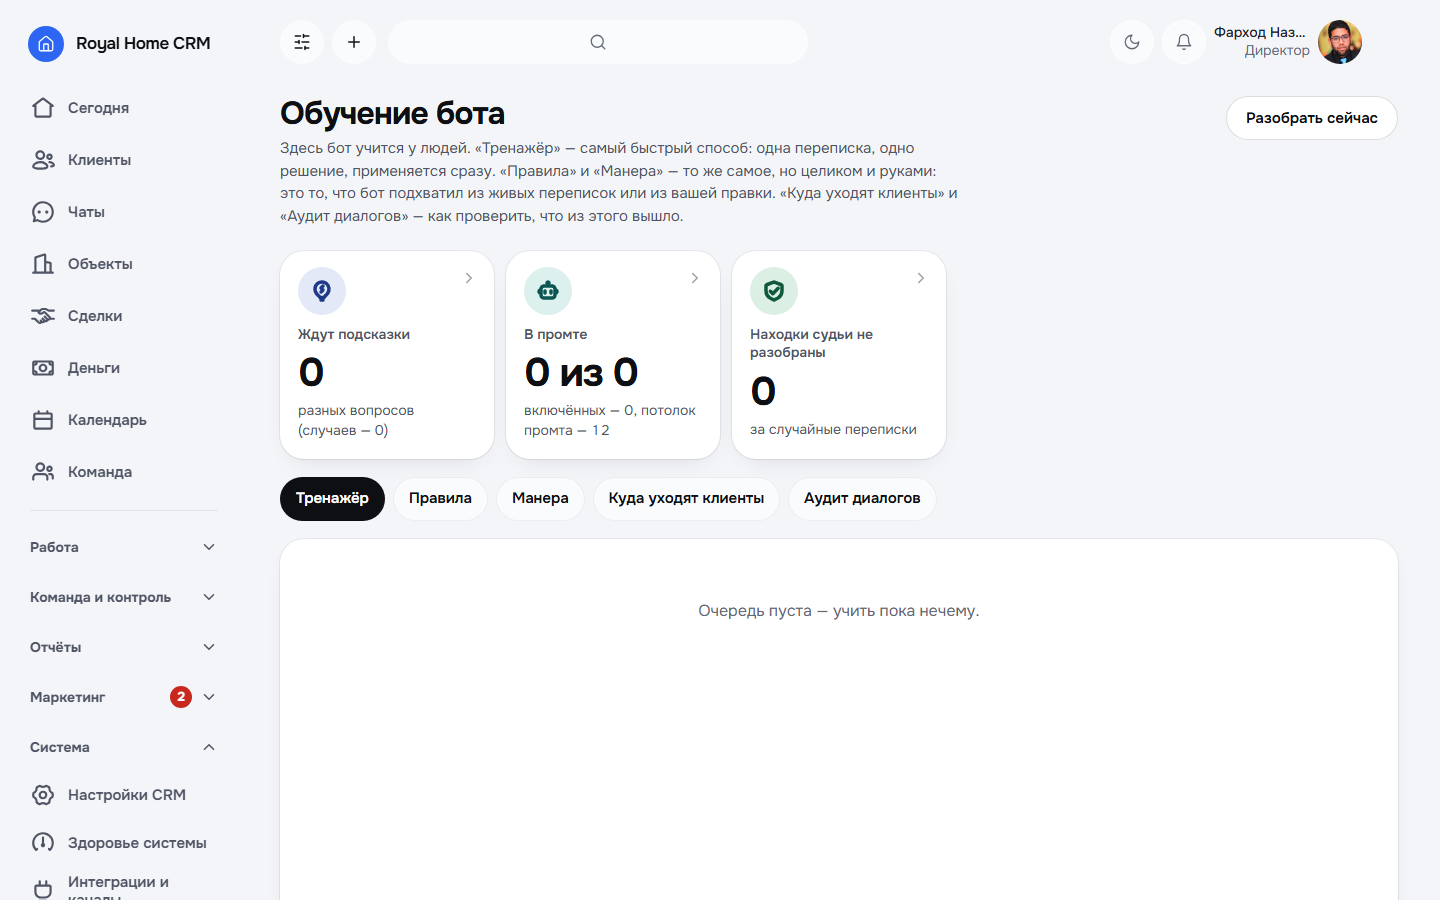 Royal Home CRM
Фарход Наз...
Директор
Сегодня
Клиенты
Чаты
Объекты
Сделки
Деньги
Календарь
Команда
Работа
Команда и контроль
Отчёты
Маркетинг 2
Система
Настройки CRM
Здоровье системы
Интеграции и
каналы
Обучение бота
Разобрать сейчас
Здесь бот учится у людей. «Тренажёр» — самый быстрый способ: одна переписка, одно
решение, применяется сразу. «Правила» и «Манера» — то же самое, но целиком и руками:
это то, что бот подхватил из живых переписок или из вашей правки. «Куда уходят клиенты» и
«Аудит диалогов» — как проверить, что из этого вышло.
Ждут подсказки
0
разных вопросов
(случаев — 0)
В промте
0 из 0
включённых — 0, потолок
промта — 12
Находки судьи не
разобраны
0
за случайные переписки
Тренажёр
Правила
Манера
Куда уходят клиенты
Аудит диалогов
Очередь пуста — учить пока нечему.